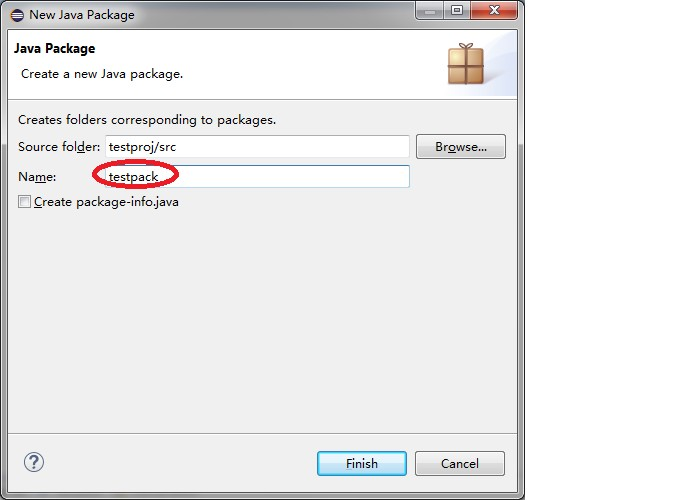 New Java Package
Java Package
Create a new Java package.
Creates folders corresponding to packages.
Source folder: testproj/src Browse...
Name: testpack
Create package-info.java
? Finish Cancel